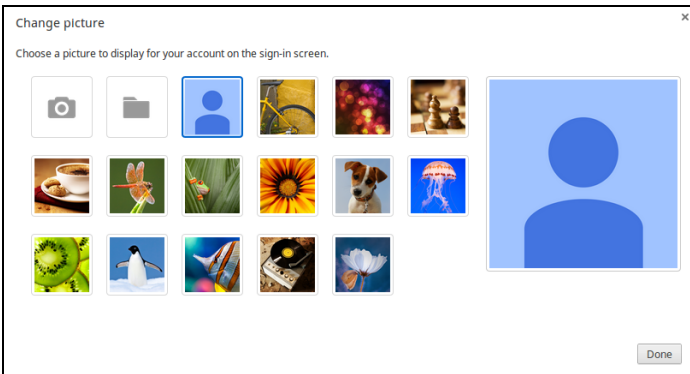 Change picture
Choose a picture to display for your account on the sign-in screen.
Done